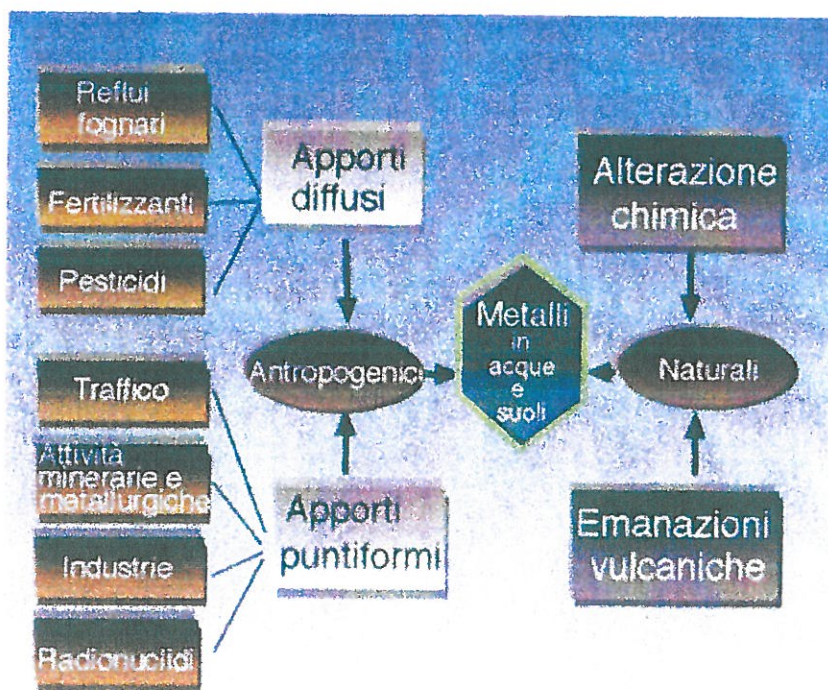 Reflui
fognari
Fertilizzanti
Pesticidi
Traffico
Attività
minerarie e
metallurgiche
Industrie
Radionuclidi
Apporti
diffusi
Antropogenici
Apporti
puntiformi
Metalli
in
acque
e
suoli
Alterazione
chimica
Naturali
Emanazioni
vulcaniche